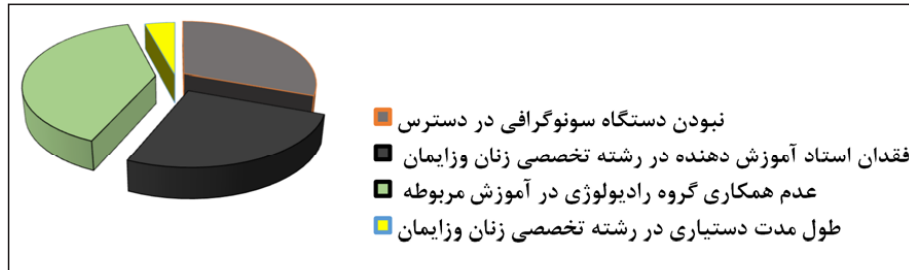 نبودن دستگاه سونوگرافی در دسترس
فقدان استاد آموزش دهنده در رشته تخصصی زنان وزایمان
عدم همکاری گروه رادیولوژی در آموزش مربوطه
طول مدت دستیاری در رشته تخصصی زنان وزایمان